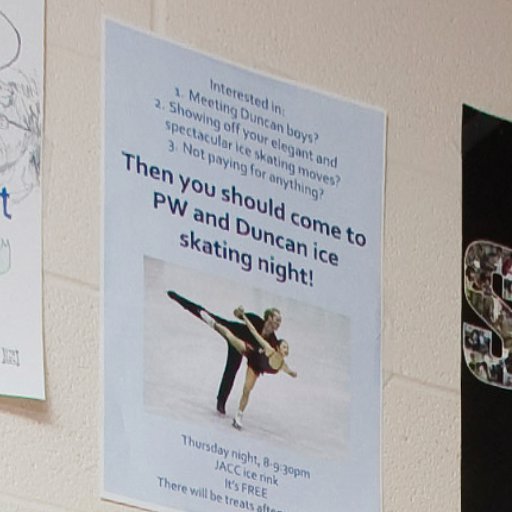 Interested in:
1. Meeting Duncan boys?
2. Showing off your elegant and
spectacular ice skating moves?
3. Not paying for anything?
Then you should come to
PW and Duncan ice
skating night!
Thursday night, 8-9:30pm
JACC ice rink
It's FREE
There will be treats after
t
S